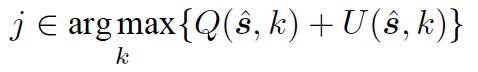 j ∈ arg max{Q(ŝ, k) + U(ŝ, k)}
k